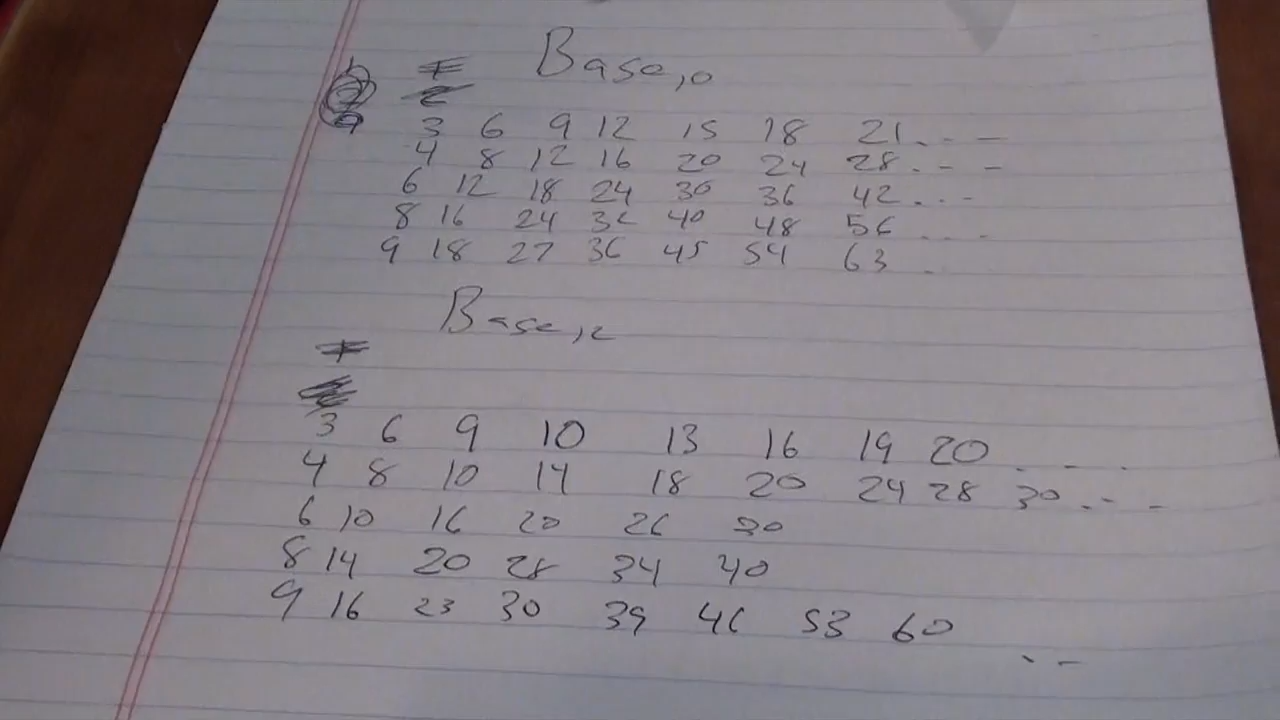 Base10
3 6 9 12 15 18 21 . - -
4 8 12 16 20 24 28 . - -
6 12 18 24 30 36 42 . - -
8 16 24 32 40 48 56 . . .
9 18 27 36 45 54 63 .
Base12
3 6 9 10 13 16 19 20 . - .
4 8 10 14 18 20 24 28 30 . - -
6 10 16 20 26 30
8 14 20 28 34 40
9 16 23 30 39 46 53 60 . -